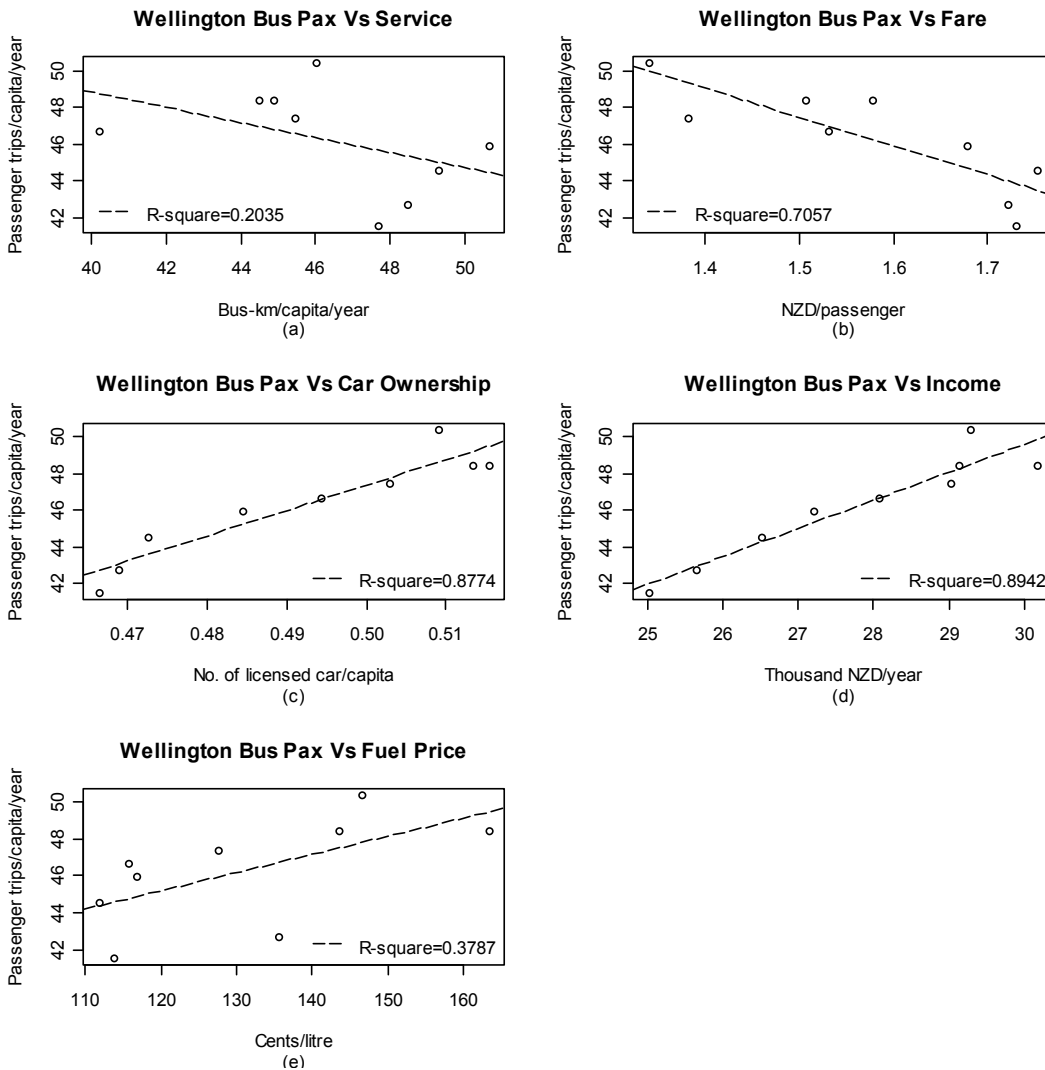 Wellington Bus Pax Vs Service
Passenger trips/capita/year
50
48
46
44
42
R-square=0.2035
40 42 44 46 48 50
Bus-km/capita/year
(a)
Wellington Bus Pax Vs Fare
Passenger trips/capita/year
50
48
46
44
42
R-square=0.7057
1.4 1.5 1.6 1.7
NZD/passenger
(b)
Wellington Bus Pax Vs Car Ownership
Passenger trips/capita/year
50
48
46
44
42
R-square=0.8774
0.47 0.48 0.49 0.50 0.51
No. of licensed car/capita
(c)
Wellington Bus Pax Vs Income
Passenger trips/capita/year
50
48
46
44
42
R-square=0.8942
25 26 27 28 29 30
Thousand NZD/year
(d)
Wellington Bus Pax Vs Fuel Price
Passenger trips/capita/year
50
48
46
44
42
R-square=0.3787
110 120 130 140 150 160
Cents/litre
(e)